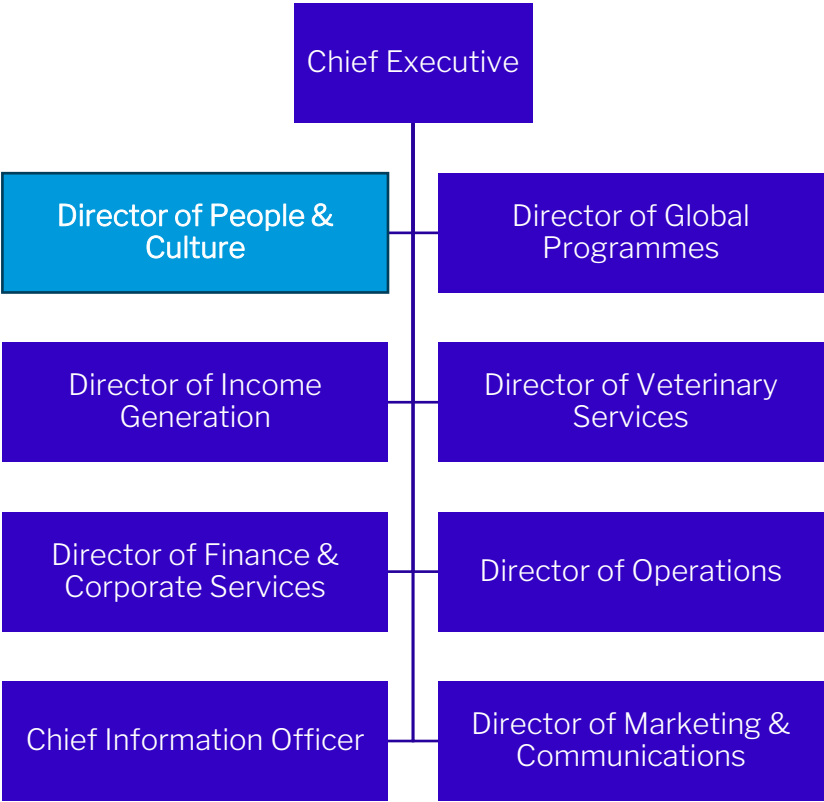 Chief Executive
Director of People &
Culture
Director of Global
Programmes
Director of Income
Generation
Director of Veterinary
Services
Director of Finance &
Corporate Services
Director of Operations
Chief Information Officer
Director of Marketing &
Communications